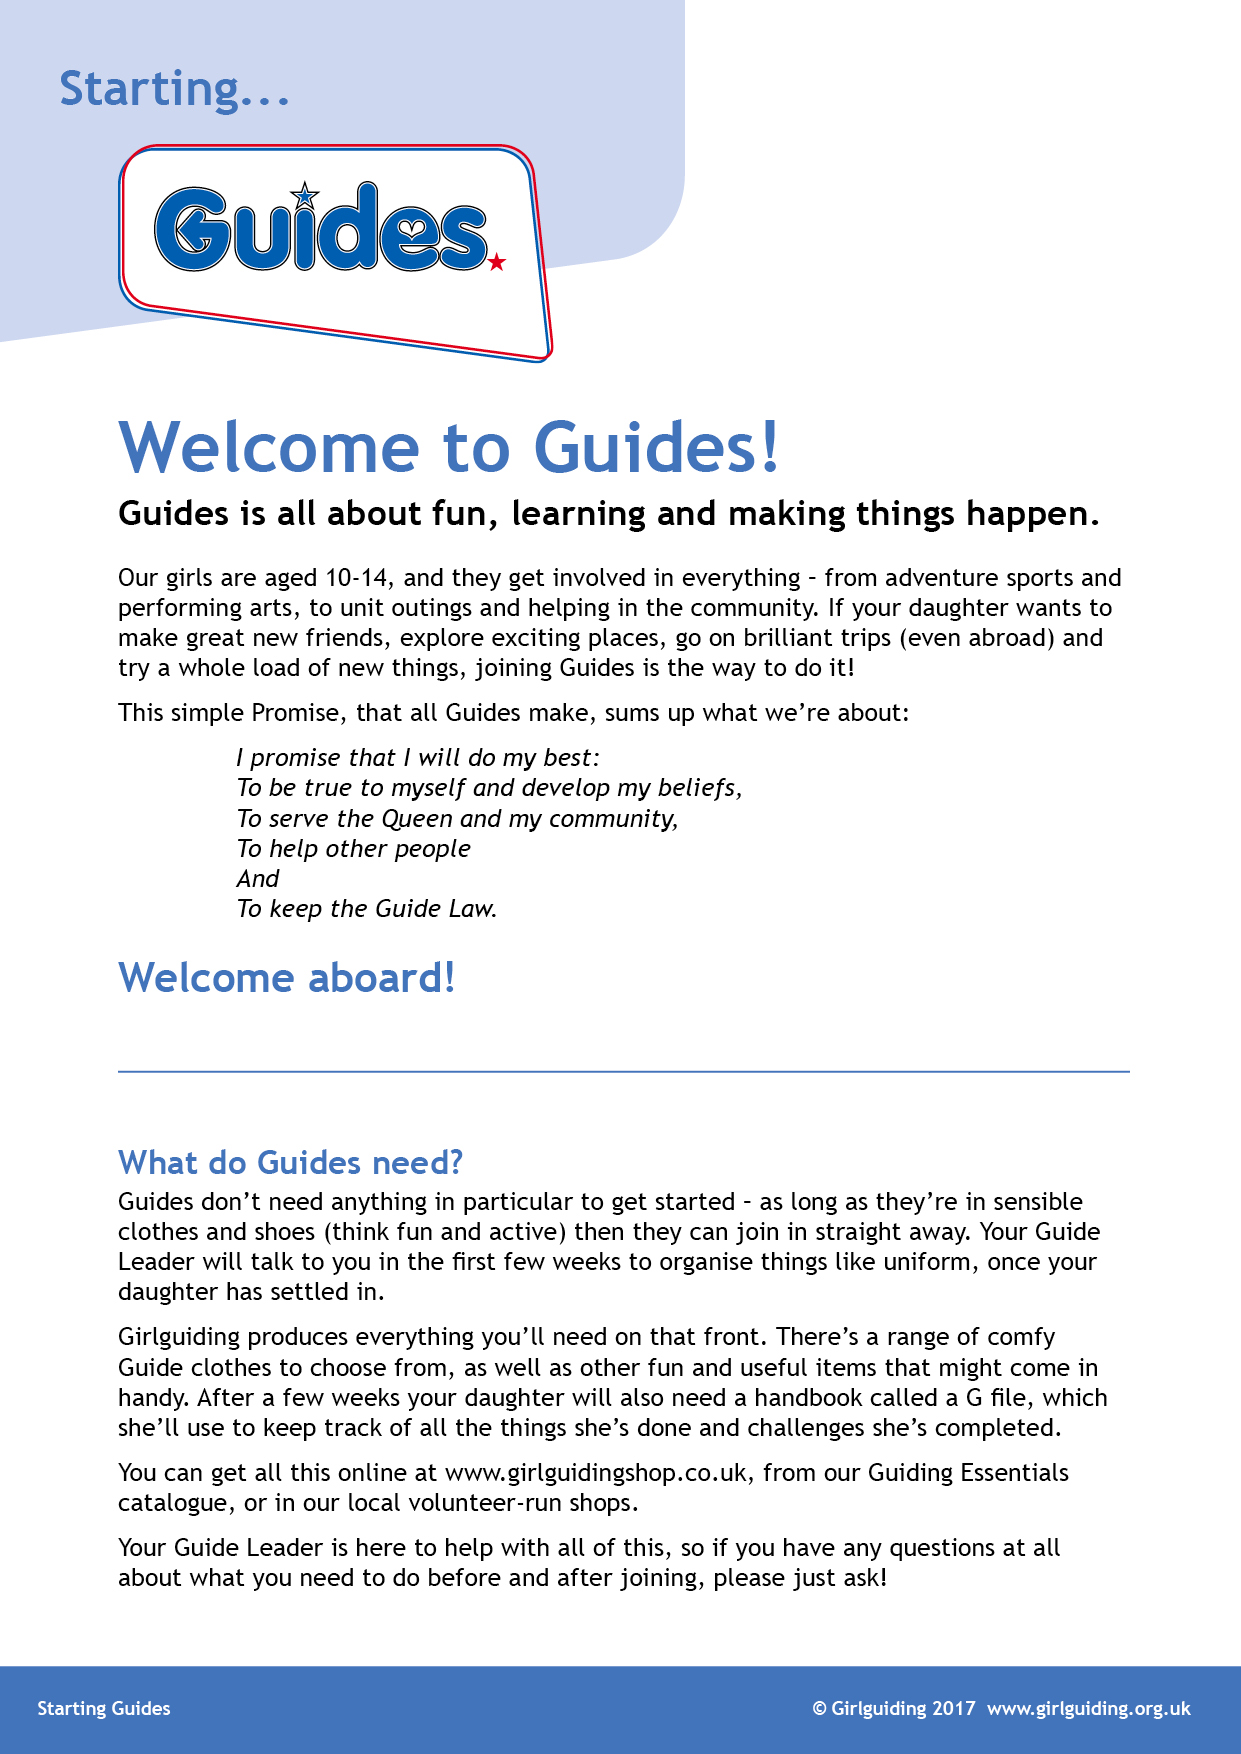 Starting...
Guides
Welcome to Guides!
Guides is all about fun, learning and making things happen.
Our girls are aged 10-14, and they get involved in everything – from adventure sports and
performing arts, to unit outings and helping in the community. If your daughter wants to
make great new friends, explore exciting places, go on brilliant trips (even abroad) and
try a whole load of new things, joining Guides is the way to do it!
This simple Promise, that all Guides make, sums up what we’re about:
I promise that I will do my best:
To be true to myself and develop my beliefs,
To serve the Queen and my community,
To help other people
And
To keep the Guide Law.
Welcome aboard!
What do Guides need?
Guides don’t need anything in particular to get started – as long as they’re in sensible
clothes and shoes (think fun and active) then they can join in straight away. Your Guide
Leader will talk to you in the first few weeks to organise things like uniform, once your
daughter has settled in.
Girlguiding produces everything you’ll need on that front. There’s a range of comfy
Guide clothes to choose from, as well as other fun and useful items that might come in
handy. After a few weeks your daughter will also need a handbook called a G file, which
she’ll use to keep track of all the things she’s done and challenges she’s completed.
You can get all this online at www.girlguidingshop.co.uk, from our Guiding Essentials
catalogue, or in our local volunteer-run shops.
Your Guide Leader is here to help with all of this, so if you have any questions at all
about what you need to do before and after joining, please just ask!
Starting Guides
© Girlguiding 2017 www.girlguiding.org.uk